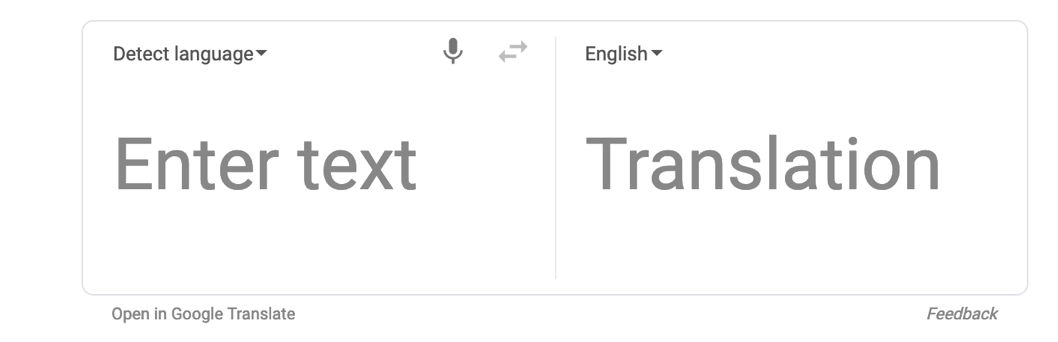 Detect language English
Enter text Translation
Open in Google Translate Feedback